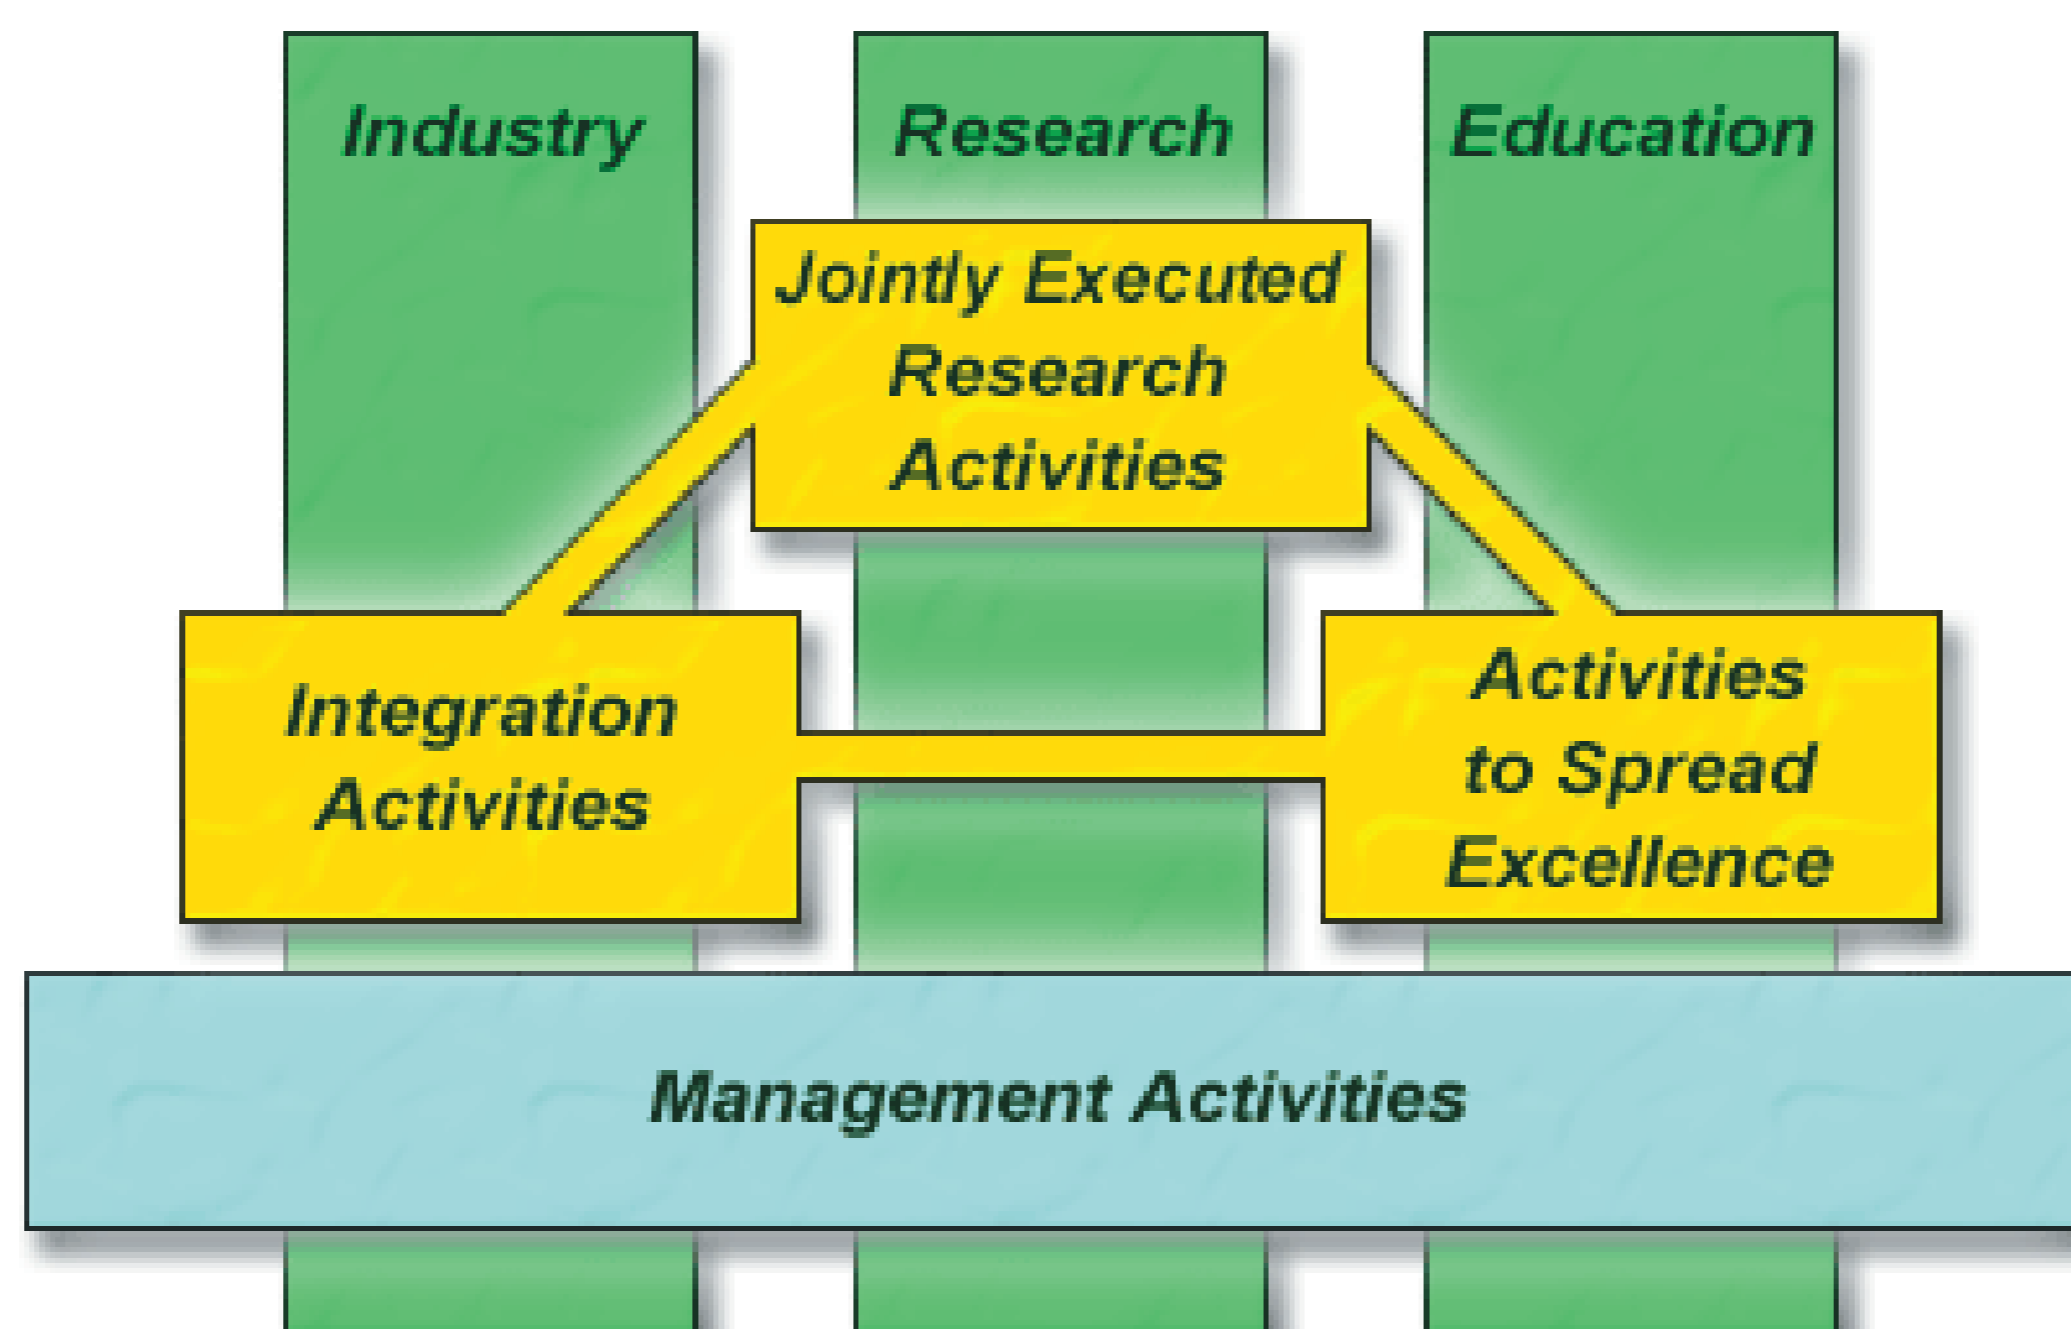 Industry
Research
Education
Jointly Executed
Research
Activities
Integration
Activities
Activities
to Spread
Excellence
Management Activities